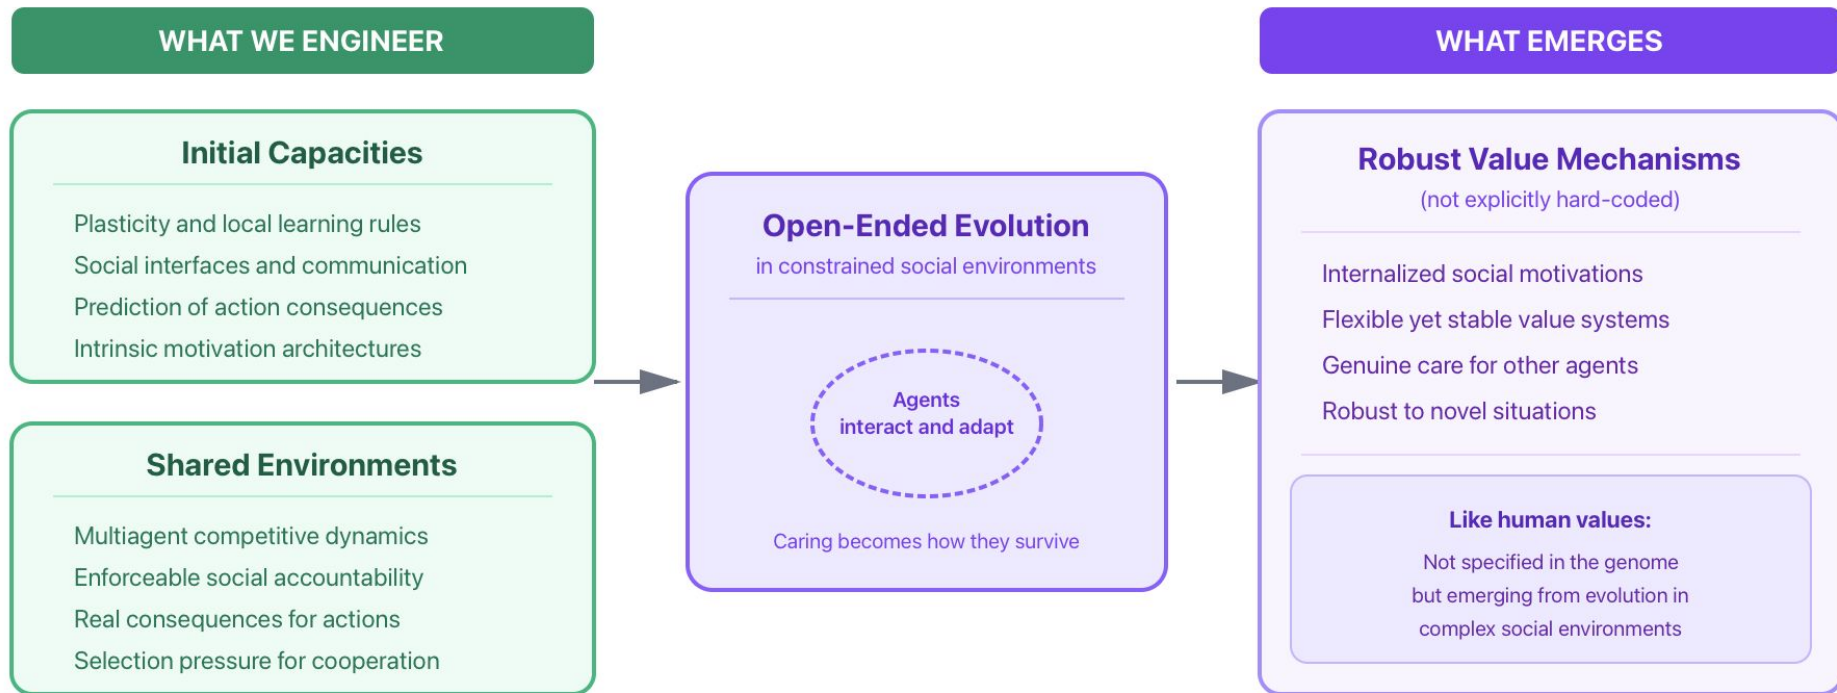 WHAT WE ENGINEER
Initial Capacities
Plasticity and local learning rules
Social interfaces and communication
Prediction of action consequences
Intrinsic motivation architectures
Shared Environments
Multiagent competitive dynamics
Enforceable social accountability
Real consequences for actions
Selection pressure for cooperation
Open-Ended Evolution
in constrained social environments
Agents
interact and adapt
Caring becomes how they survive
WHAT EMERGES
Robust Value Mechanisms
(not explicitly hard-coded)
Internalized social motivations
Flexible yet stable value systems
Genuine care for other agents
Robust to novel situations
Like human values:
Not specified in the genome
but emerging from evolution in
complex social environments